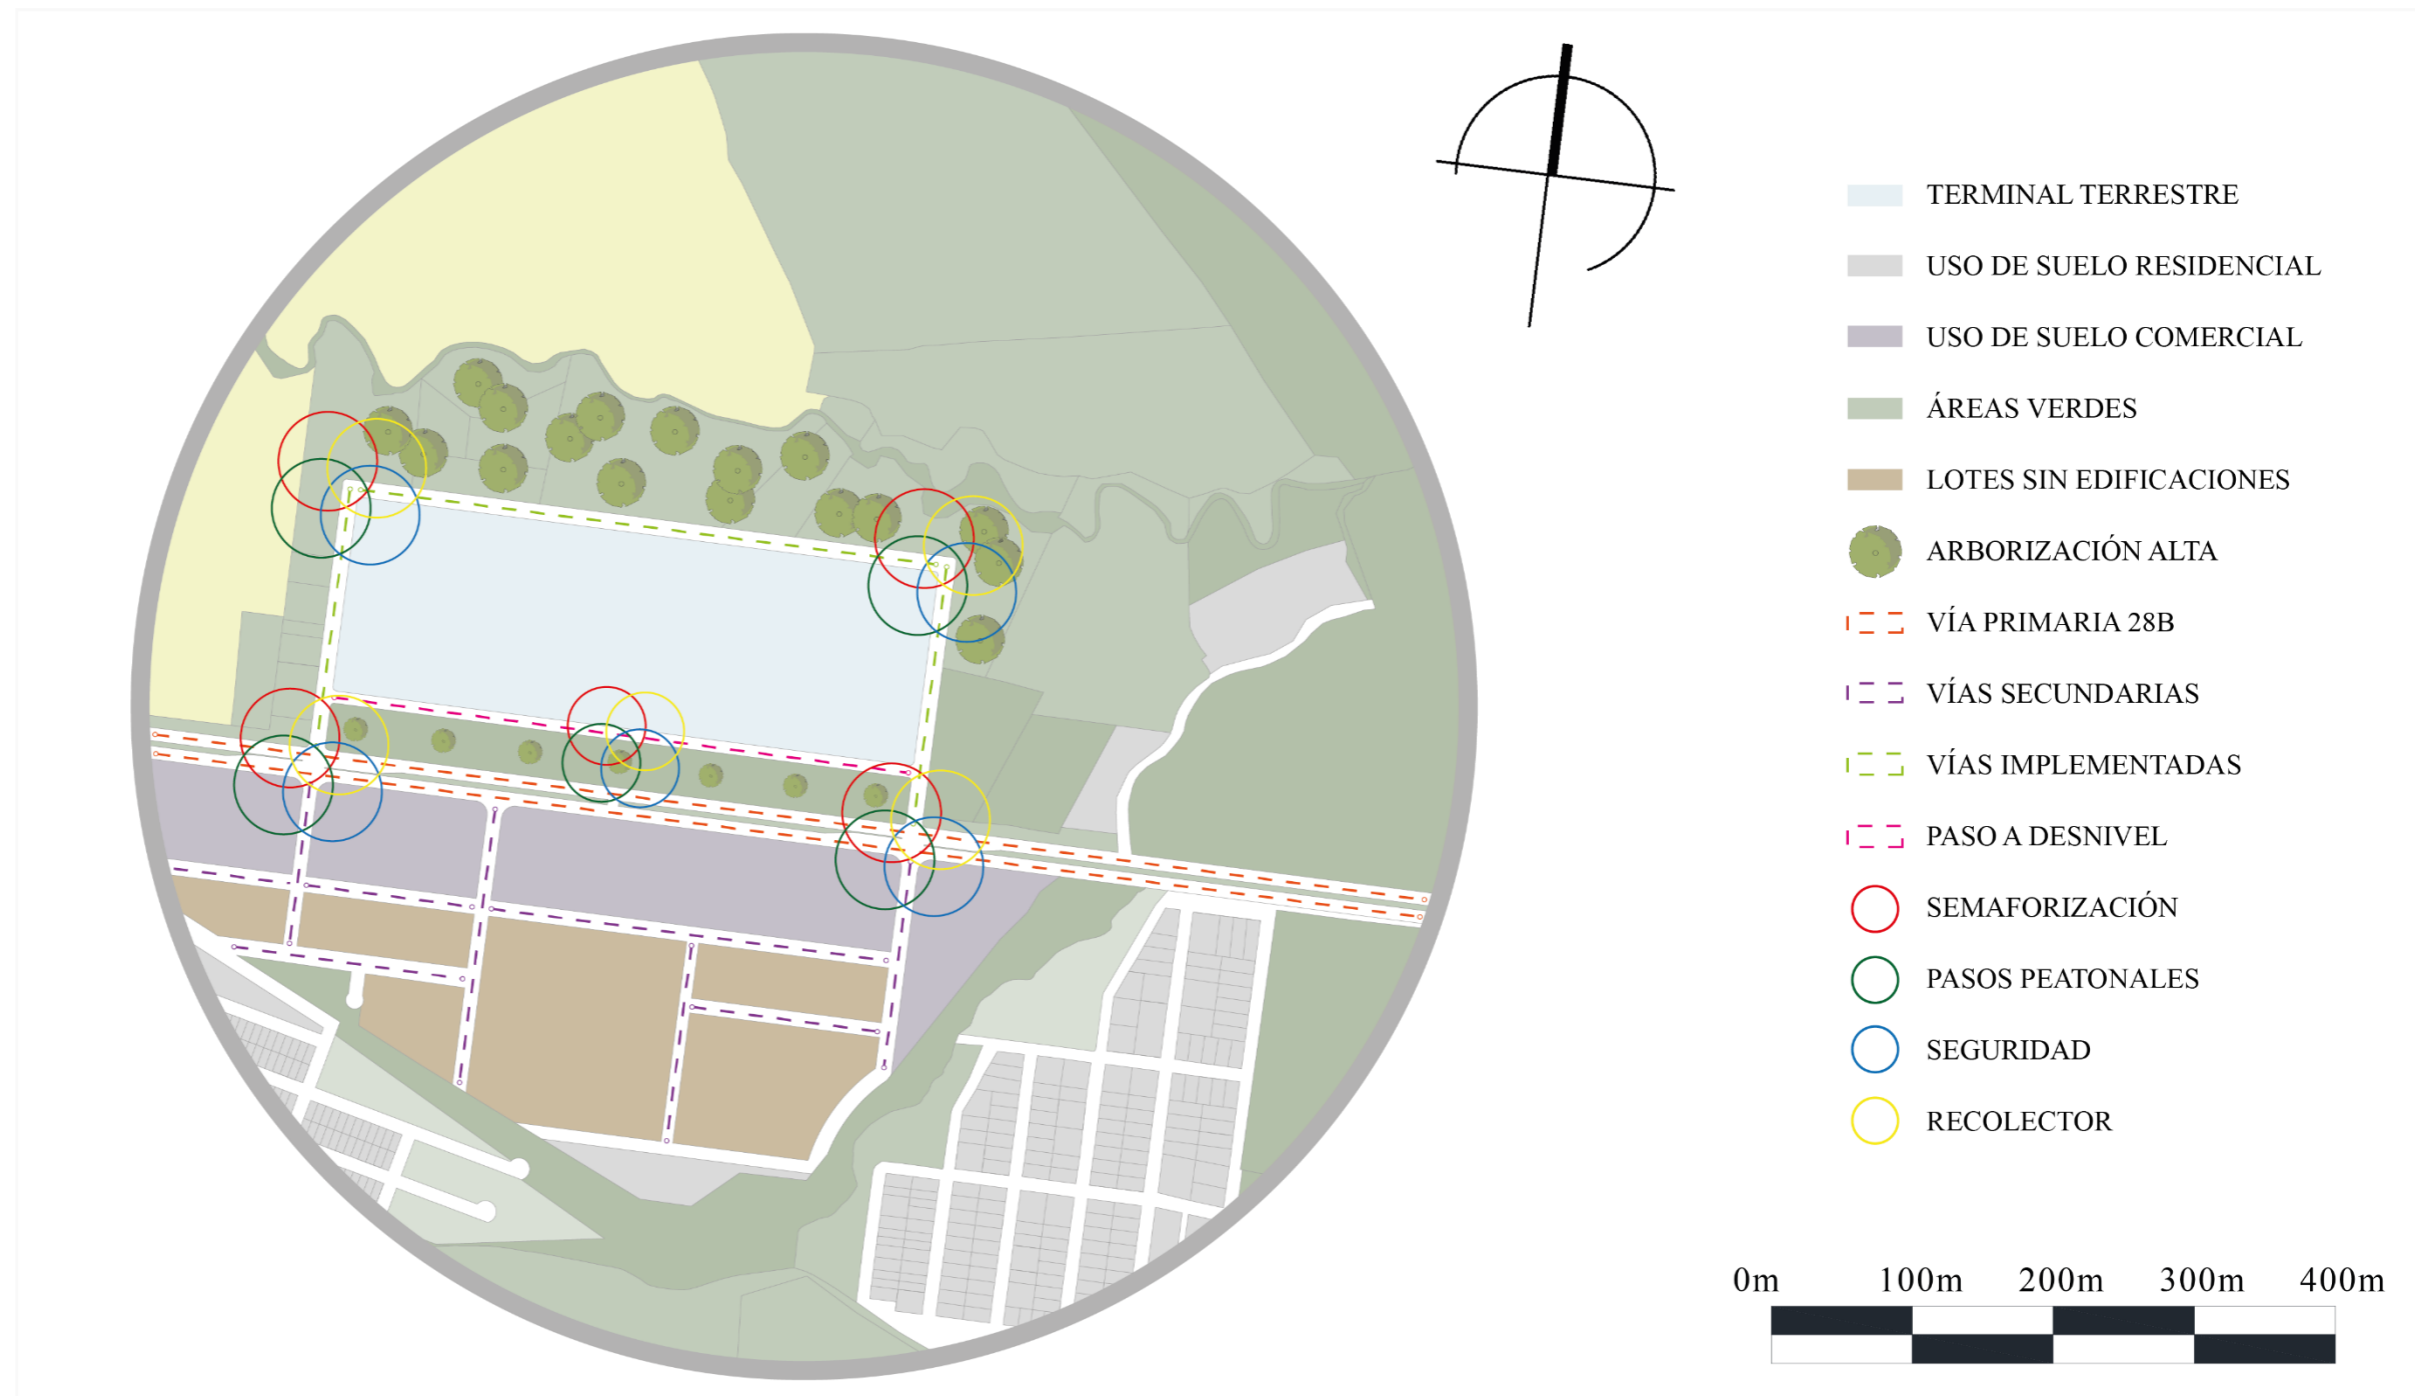 TERMINAL TERRESTRE
USO DE SUELO RESIDENCIAL
USO DE SUELO COMERCIAL
ÁREAS VERDES
LOTES SIN EDIFICACIONES
ARBORIZACIÓN ALTA
VÍA PRIMARIA 28B
VÍAS SECUNDARIAS
VÍAS IMPLEMENTADAS
PASO A DESNIVEL
SEMAFORIZACIÓN
PASOS PEATONALES
SEGURIDAD
RECOLECTOR
0m 100m 200m 300m 400m